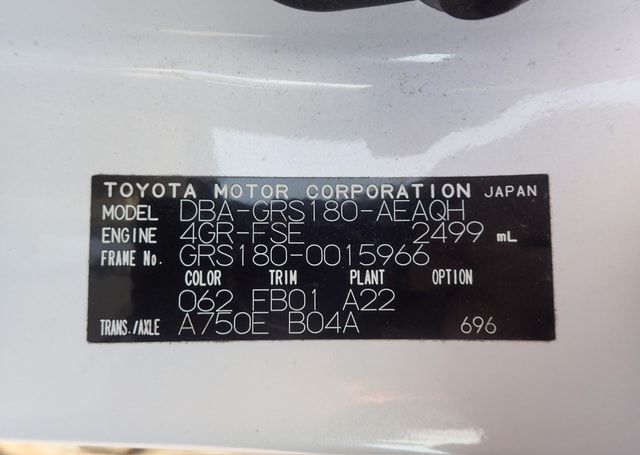 TOYOTA MOTOR CORPORATION JAPAN
MODEL DBA-GRS180-AEAQH
ENGINE 4GR-FSE 2499 mL
FRAME No. GRS180-0015966
COLOR TRIM PLANT OPTION
062 FB01 A22
TRANS./AXLE A750E B04A 696